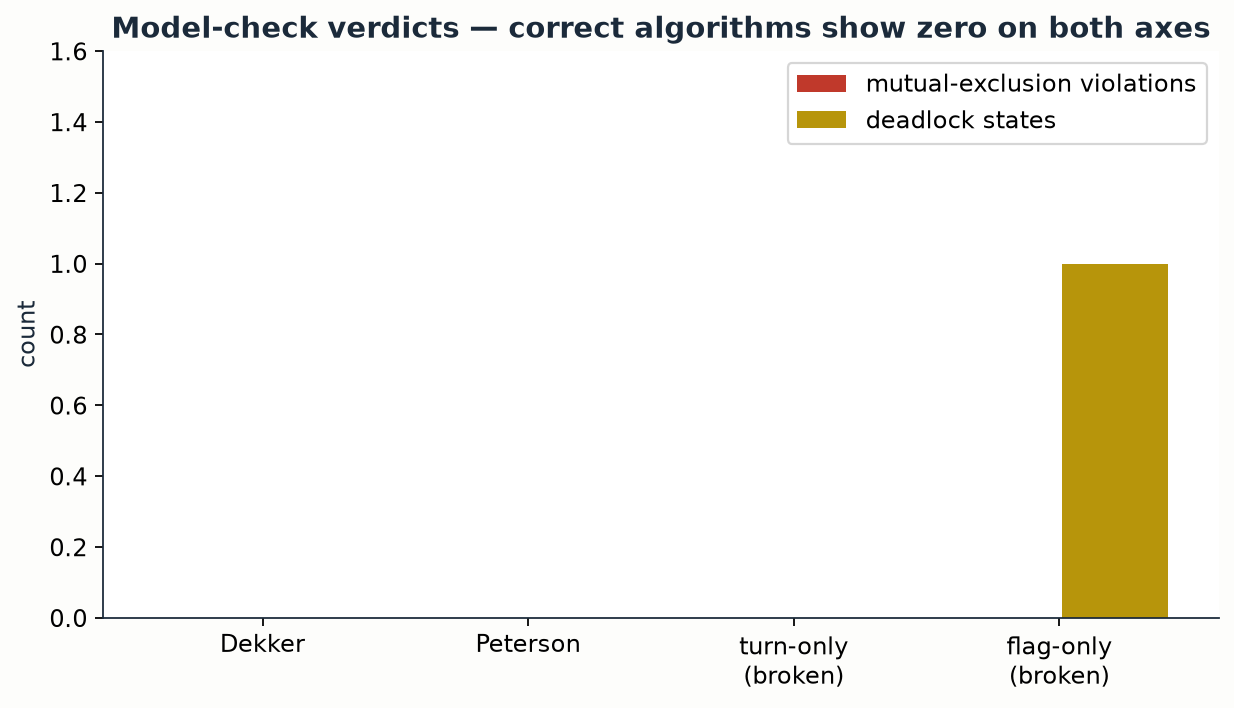 Model-check verdicts — correct algorithms show zero on both axes
mutual-exclusion violations
deadlock states
count
1.6
1.4
1.2
1.0
0.8
0.6
0.4
0.2
0.0
Dekker
Peterson
turn-only
(broken)
flag-only
(broken)